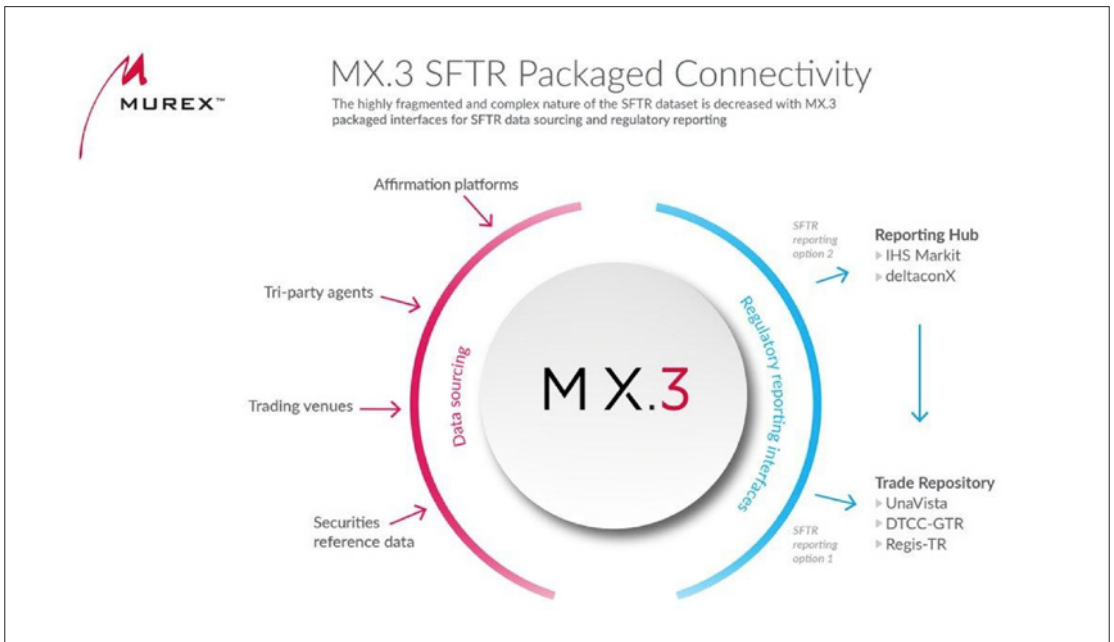 MUREX™
MX.3 SFTR Packaged Connectivity
The highly fragmented and complex nature of the SFTR dataset is decreased with MX.3
packaged interfaces for SFTR data sourcing and regulatory reporting
Affirmation platforms
Tri-party agents
Trading venues
Securities
reference data
Data sourcing
MX.3
Regulatory reporting interfaces
SFTR
reporting
option 2
Reporting Hub
▶ IHS Markit
▶ deltaconX
SFTR
reporting
option 1
Trade Repository
▶ UnaVista
▶ DTCC-GTR
▶ Regis-TR